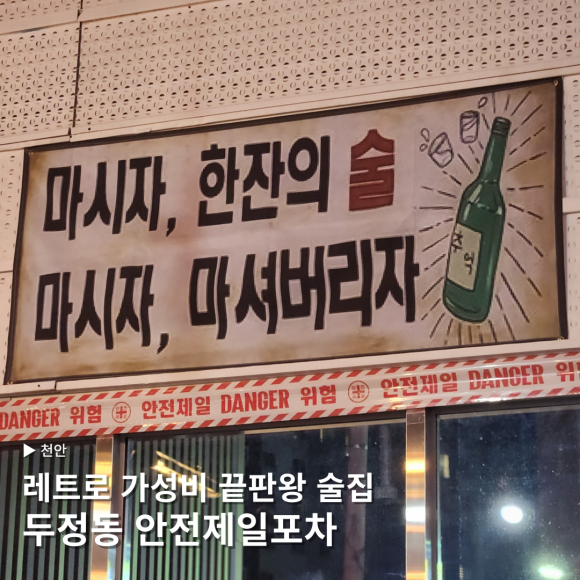 마시자, 한잔의 술
마시자, 마셔버리자
추억
DANGER 위험 안전제일 DANGER 위험 안전제일 DANGER 위
▶ 천안
레트로 가성비 끝판왕 술집
두정동 안전제일포차